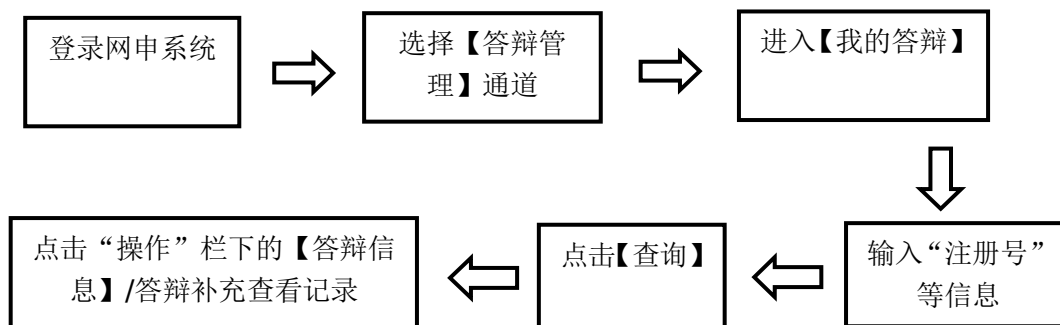 登录网申系统
选择【答辩管
理】通道
进入【我的答辩】
输入“注册号”
等信息
点击【查询】
点击“操作”栏下的【答辩信
息】/答辩补充查看记录